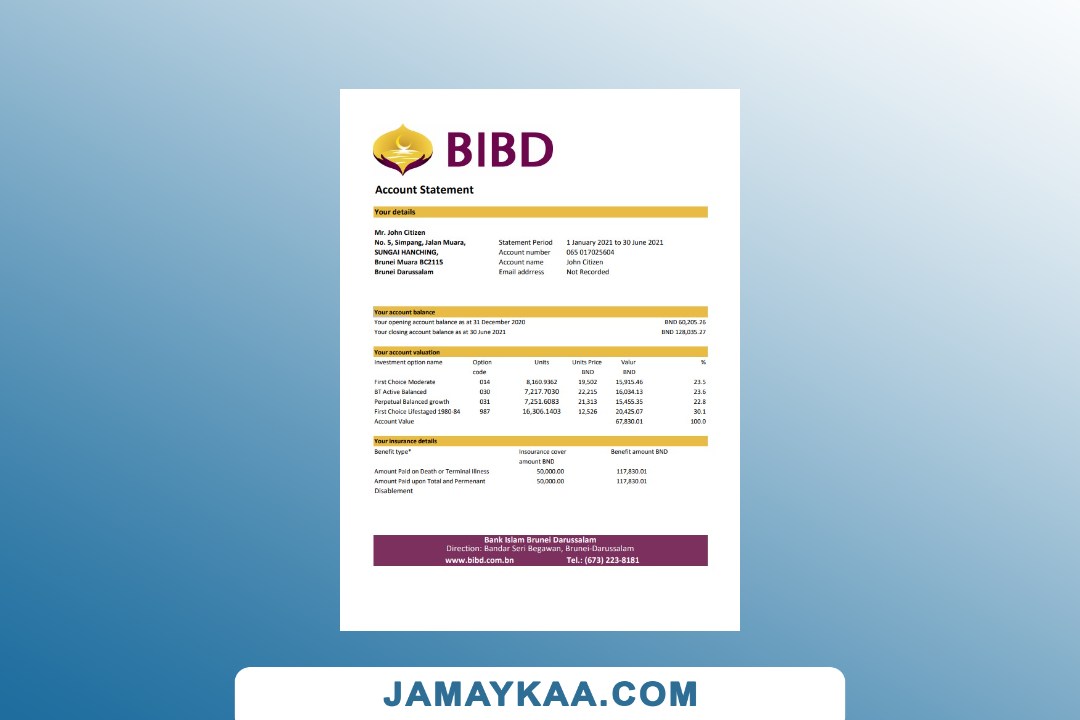 BIBD
Account Statement
Your details
Mr. John Citizen
No. 5, Simpang, Jalan Muara, Statement Period 1 January 2021 to 30 June 2021
SUNGAI HANCHING, Account number 065 017025604
Brunei Muara BC2115 Account name John Citizen
Brunei Darussalam Email addrress Not Recorded
Your account balance
Your opening account balance as at 31 December 2020 BND 60,205.26
Your closing account balance as at 30 June 2021 BND 128,035.27
Your account valuation
Investment option name Option Units Units Price Valur %
code BND BND
First Choice Moderate 014 8,160.9362 19,502 15,915.46 23.5
BT Active Balanced 030 7,217.7030 22,215 16,034.13 23.6
Perpetual Balanced growth 031 7,251.6083 21,313 15,455.35 22.8
First Choice Lifestaged 1980-84 987 16,306.1403 12,526 20,425.07 30.1
Account Value 67,830.01 100.0
Your insurance details
Benefit type* Insourance cover Benefit amount BND
amount BND
Amount Paid on Death or Terminal Illness 50,000.00 117,830.01
Amount Paid upon Total and Permenant 50,000.00 117,830.01
Disablement
Bank Islam Brunei Darussalam
Direction: Bandar Seri Begawan, Brunei-Darussalam
www.bibd.com.bn Tel.: (673) 223-8181
JAMAYKAA.COM